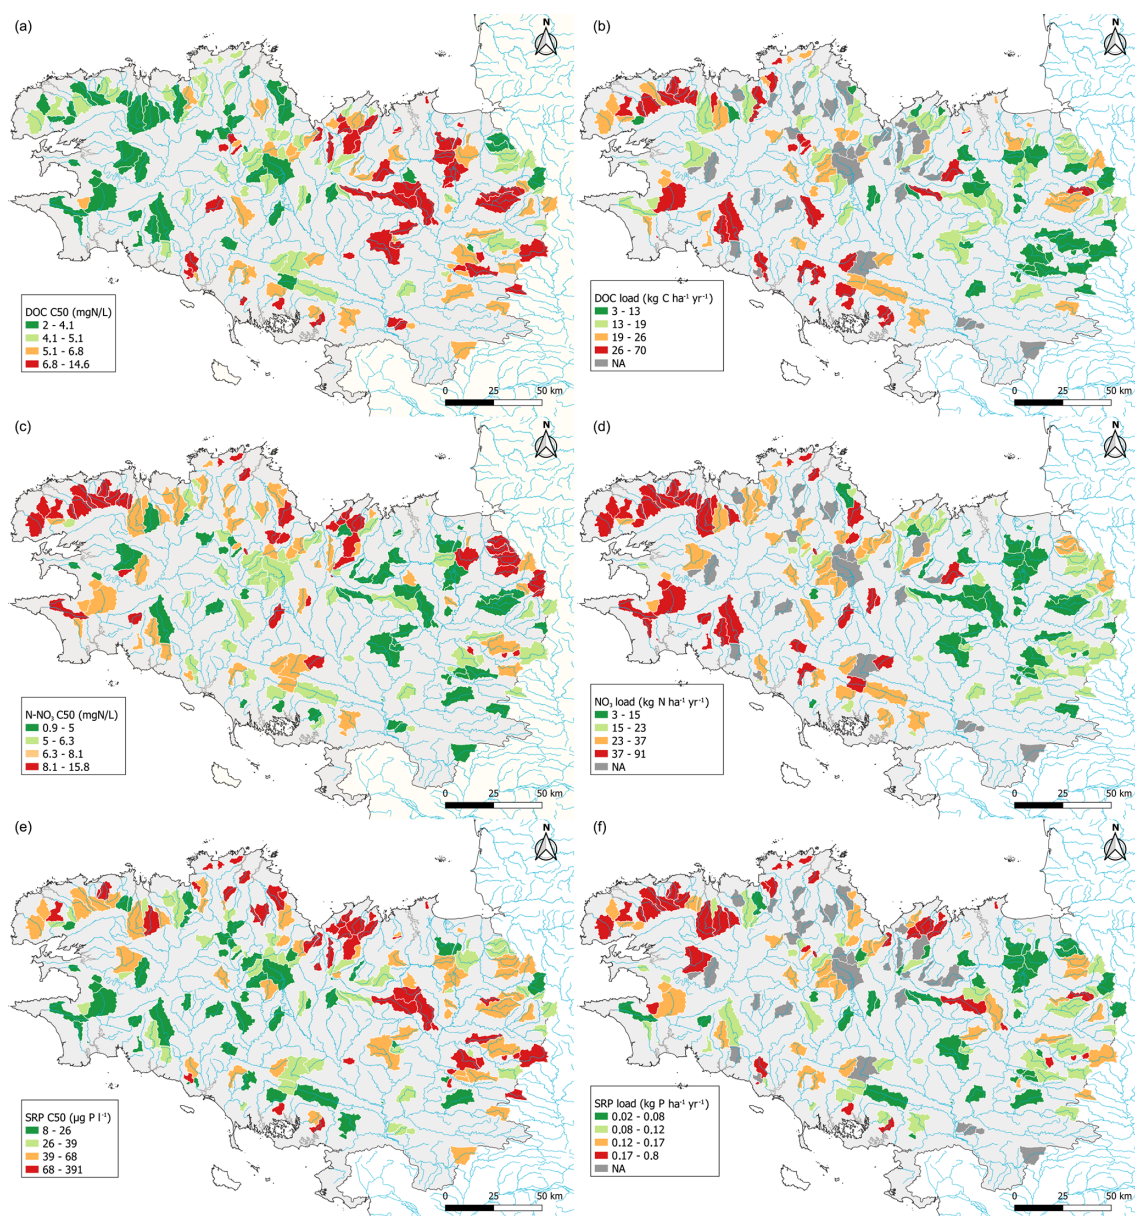 (a)
N
DOC C50 (mgN/L)
2 - 4.1
4.1 - 5.1
5.1 - 6.8
6.8 - 14.6
0 25 50 km
(b)
N
DOC load (kg C ha⁻¹ yr⁻¹)
3 - 13
13 - 19
19 - 26
26 - 70
NA
0 25 50 km
(c)
N
N-NO₃ C50 (mgN/L)
0.9 - 5
5 - 6.3
6.3 - 8.1
8.1 - 15.8
0 25 50 km
(d)
N
NO₃ load (kg N ha⁻¹ yr⁻¹)
3 - 15
15 - 23
23 - 37
37 - 91
NA
0 25 50 km
(e)
N
SRP C50 (µg P l⁻¹)
8 - 26
26 - 39
39 - 68
68 - 391
0 25 50 km
(f)
N
SRP load (kg P ha⁻¹ yr⁻¹)
0.02 - 0.08
0.08 - 0.12
0.12 - 0.17
0.17 - 0.8
NA
0 25 50 km